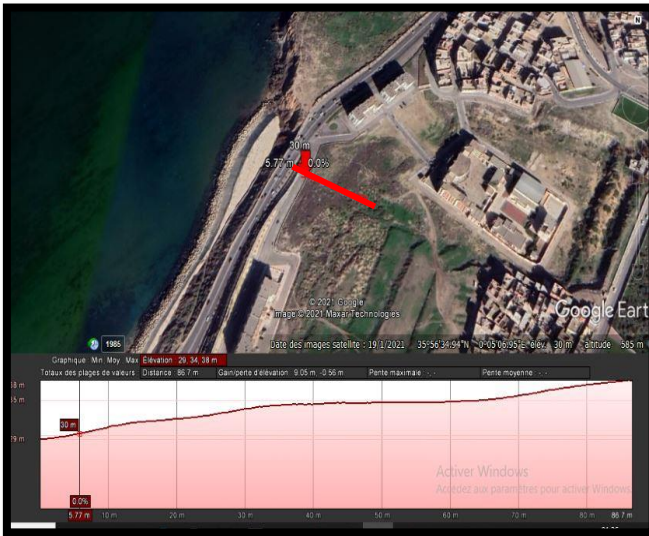 N
30 m
5.77 m 0.0%
© 2021 Google
Image © 2021 Maxar Technologies
Google Eart
1985
Date des images satellite : 19/1/2021 35°56'34.94"N 0°05'06.95"E élév. 30 m altitude 585 m
Graphique Min. Moy. Max Élévation 29, 34, 38 m
Totaux des plages de valeurs Distance 86.7 m Gain/perte d'élévation 9.05 m, -0.56 m Pente maximale -, - Pente moyenne -, -
38 m
35 m
30 m
29 m
Activer Windows
Accédez aux paramètres pour activer Windows
0.0%
5.77 m 10 m 20 m 30 m 40 m 50 m 60 m 70 m 80 m 86.7 m